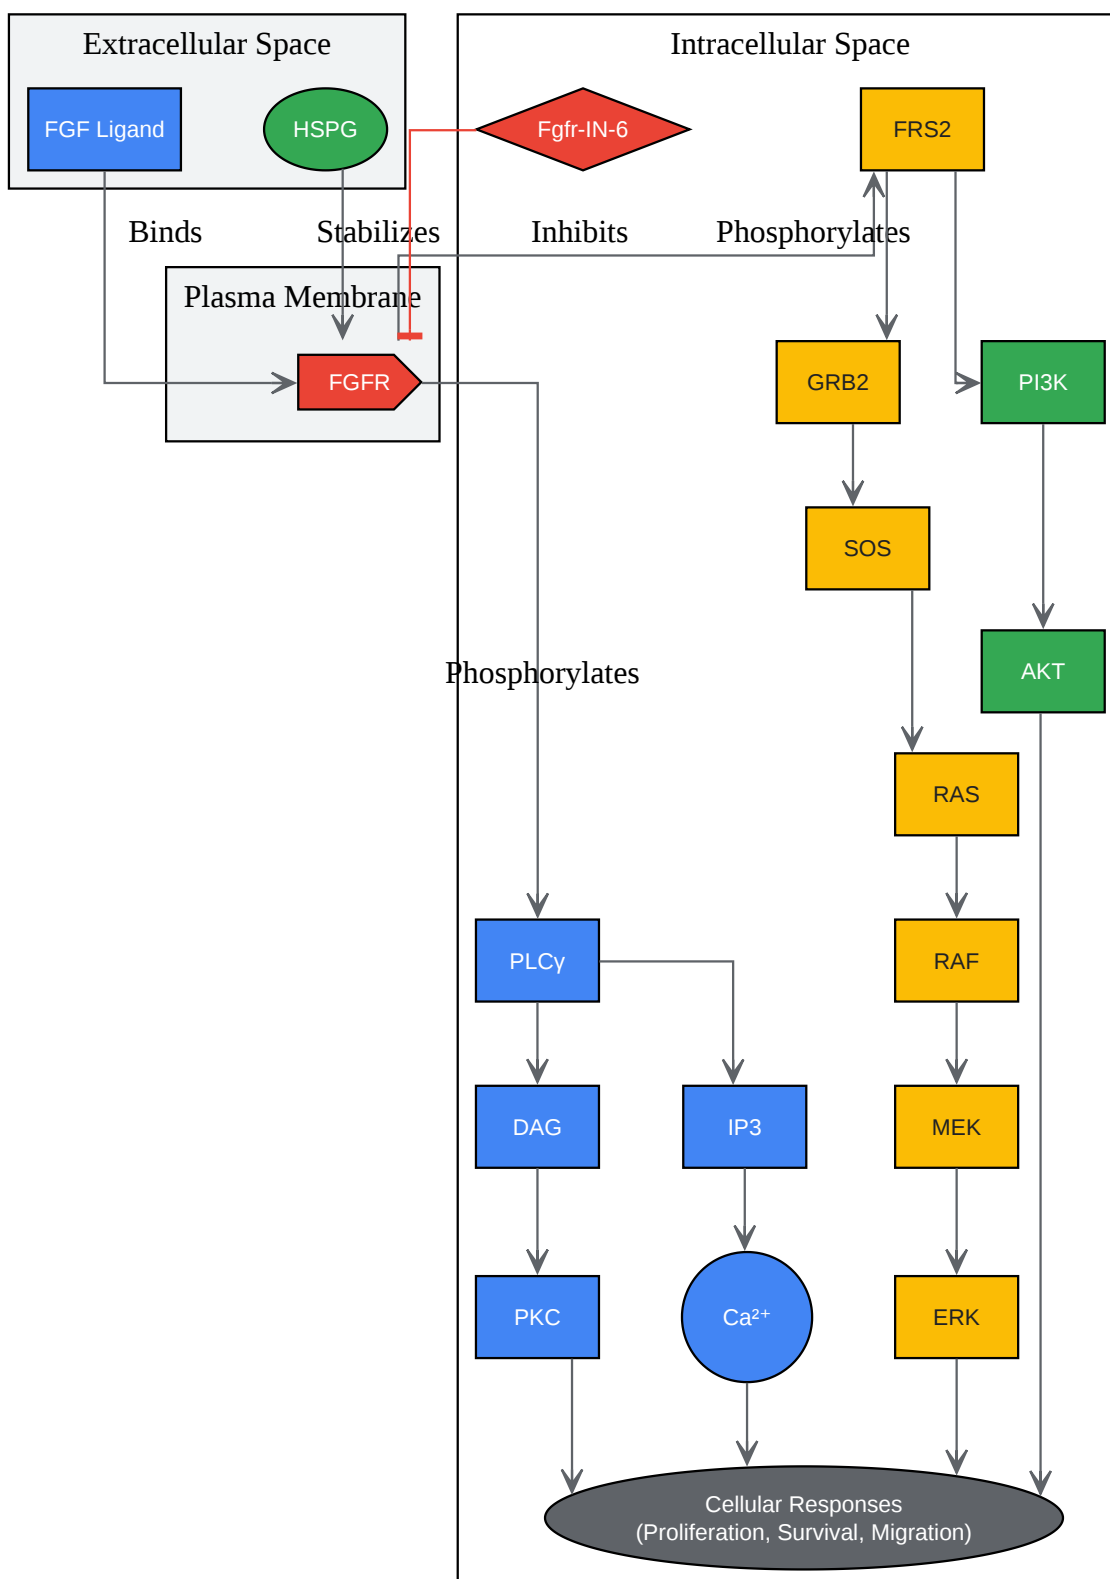 Extracellular Space
Intracellular Space
FGF Ligand
HSPG
Fgfr-IN-6
FRS2
Binds
Stabilizes
Inhibits
Phosphorylates
Plasma Membrane
FGFR
GRB2
PI3K
SOS
Phosphorylates
AKT
RAS
PLCγ
RAF
DAG
IP3
MEK
PKC
Ca²⁺
ERK
Cellular Responses
(Proliferation, Survival, Migration)